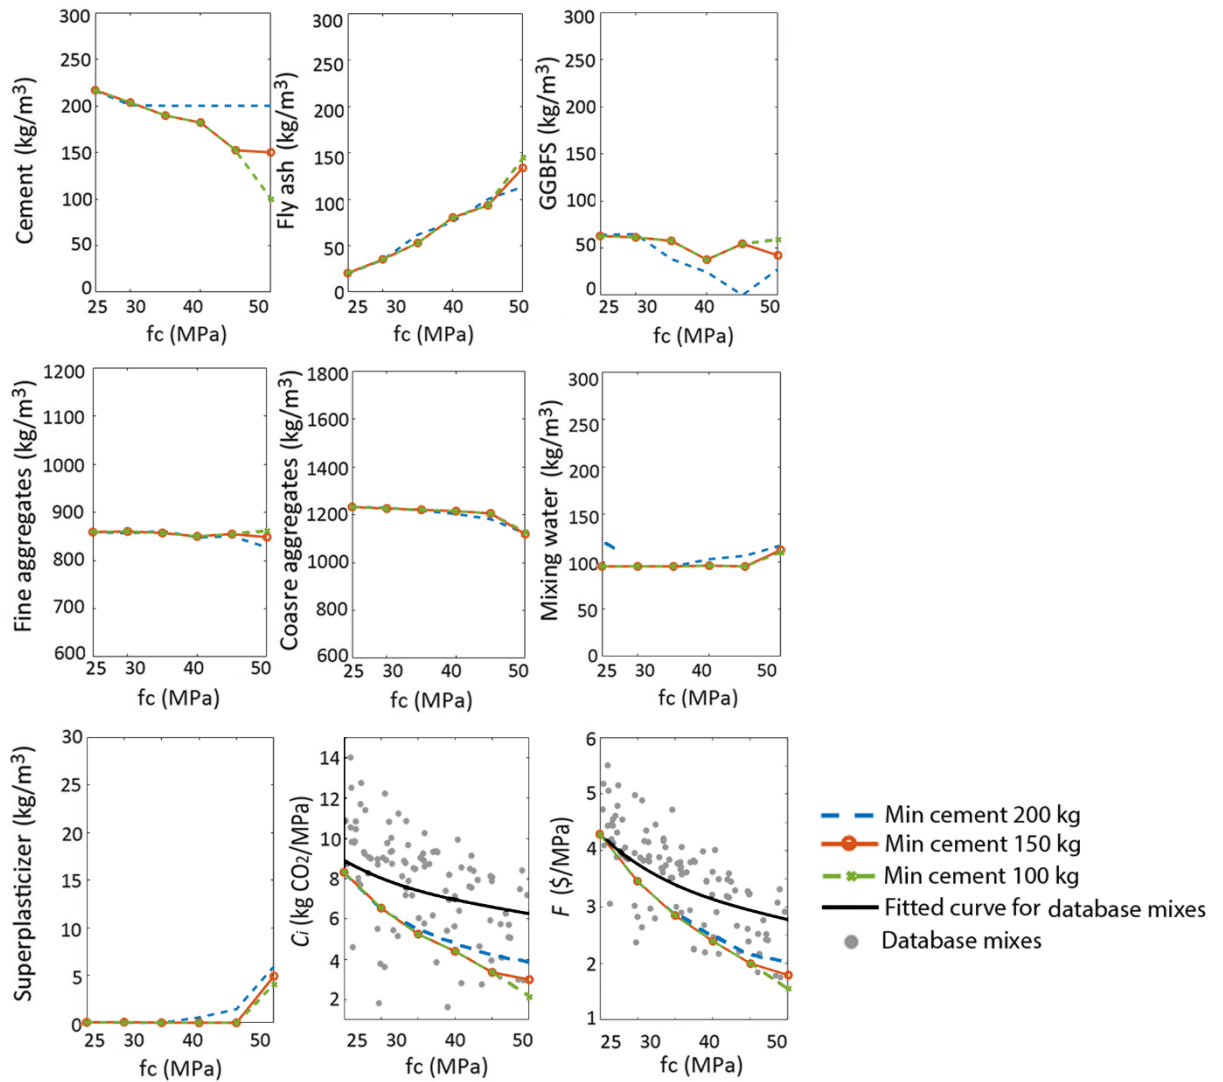 Cement (kg/m3)
300
250
200
150
100
50
0
25 30 40 50
fc (MPa)
Fly ash (kg/m3)
300
250
200
150
100
50
0
25 30 40 50
fc (MPa)
GGBFS (kg/m3)
300
250
200
150
100
50
0
25 30 40 50
fc (MPa)
Fine aggregates (kg/m3)
1200
1100
1000
900
800
700
600
25 30 40 50
fc (MPa)
Coasre aggregates (kg/m3)
1800
1600
1400
1200
1000
800
600
25 30 40 50
fc (MPa)
Mixing water (kg/m3)
300
250
200
150
100
50
0
25 30 40 50
fc (MPa)
Superplasticizer (kg/m3)
30
25
20
15
10
5
0
25 30 40 50
fc (MPa)
Ci (kg CO2/MPa)
14
12
10
8
6
4
2
25 30 40 50
fc (MPa)
F ($/MPa)
6
5
4
3
2
1
25 30 40 50
fc (MPa)
Min cement 200 kg
Min cement 150 kg
Min cement 100 kg
Fitted curve for database mixes
Database mixes